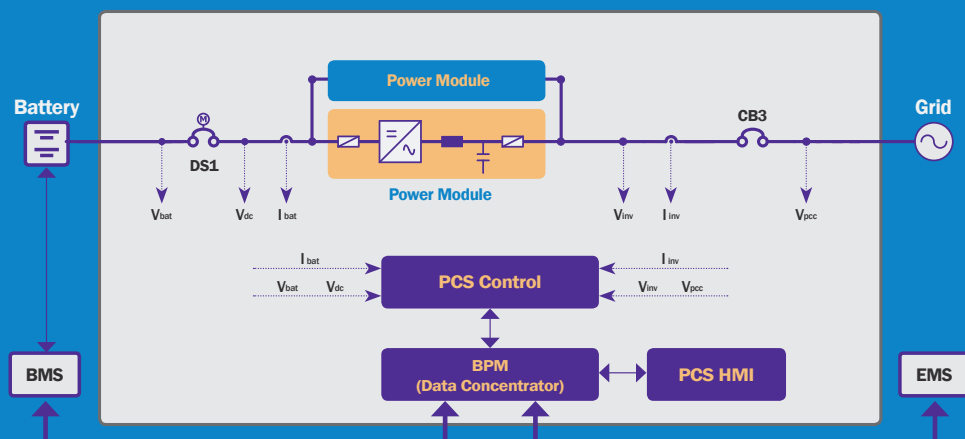 Power Module
Battery
Grid
M
CB3
DS1
Power Module
Vbat
Vdc
I bat
Vinv
I inv
Vpcc
I bat
I inv
PCS Control
Vbat
Vdc
Vinv
Vpcc
BPM
(Data Concentrator)
PCS HMI
BMS
EMS